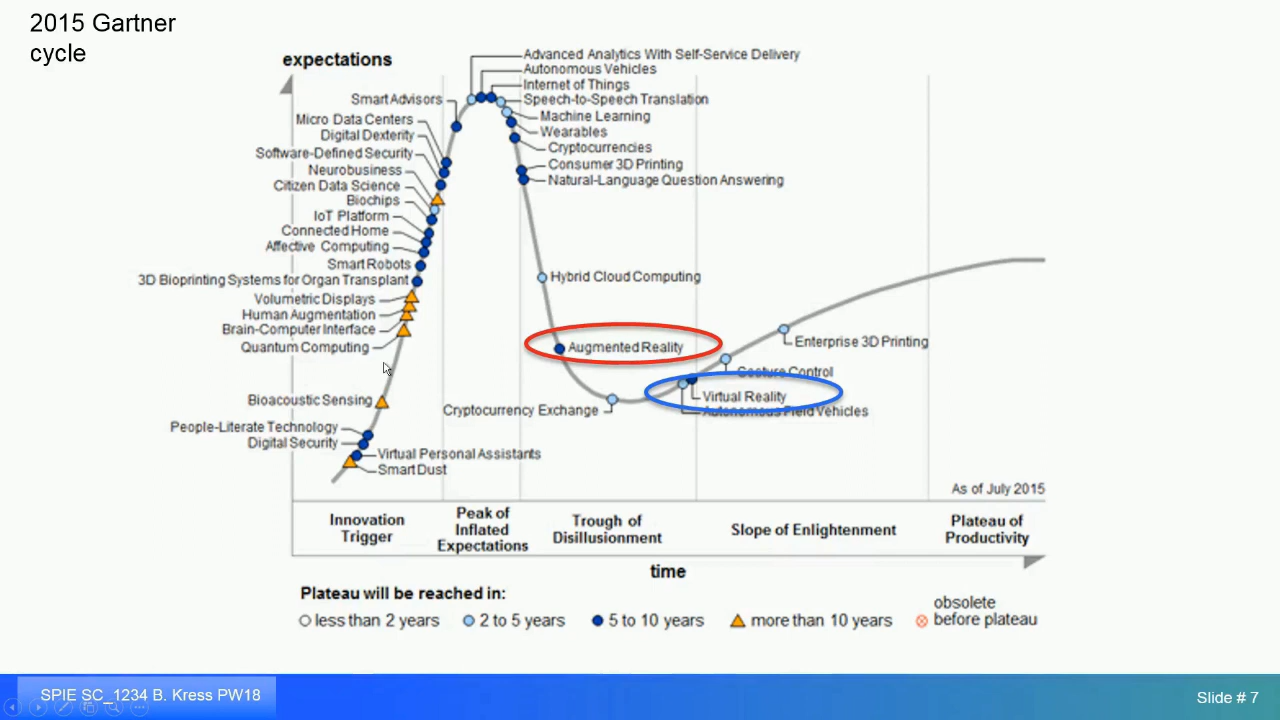 2015 Gartner
cycle
expectations
Advanced Analytics With Self-Service Delivery
Autonomous Vehicles
Internet of Things
Speech-to-Speech Translation
Machine Learning
Wearables
Cryptocurrencies
Consumer 3D Printing
Natural-Language Question Answering
Smart Advisors
Micro Data Centers
Digital Dexterity
Software-Defined Security
Neurobusiness
Citizen Data Science
Biochips
IoT Platform
Connected Home
Affective Computing
Smart Robots
3D Bioprinting Systems for Organ Transplant
Volumetric Displays
Human Augmentation
Brain-Computer Interface
Quantum Computing
Bioacoustic Sensing
People-Literate Technology
Digital Security
Virtual Personal Assistants
Smart Dust
Hybrid Cloud Computing
Augmented Reality
Cryptocurrency Exchange
Enterprise 3D Printing
Gesture Control
Virtual Reality
Autonomous Field Vehicles
As of July 2015
Innovation
Trigger
Peak of
Inflated
Expectations
Trough of
Disillusionment
Slope of Enlightenment
Plateau of
Productivity
time
Plateau will be reached in:
less than 2 years
2 to 5 years
5 to 10 years
more than 10 years
obsolete
before plateau
SPIE SC_1234 B. Kress PW18
Slide # 7